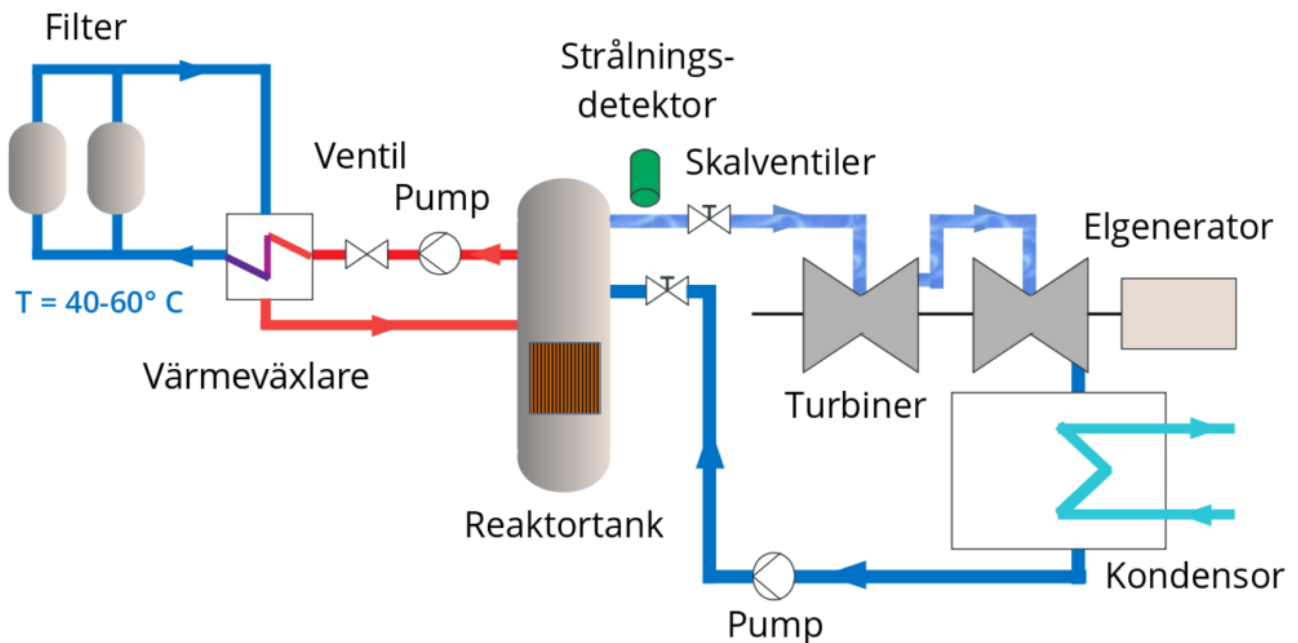 Filter
Strålnings-
detektor
Ventil
Pump
Skalventiler
Elgenerator
T = 40-60° C
Värmeväxlare
Turbiner
Reaktortank
Kondensor
Pump